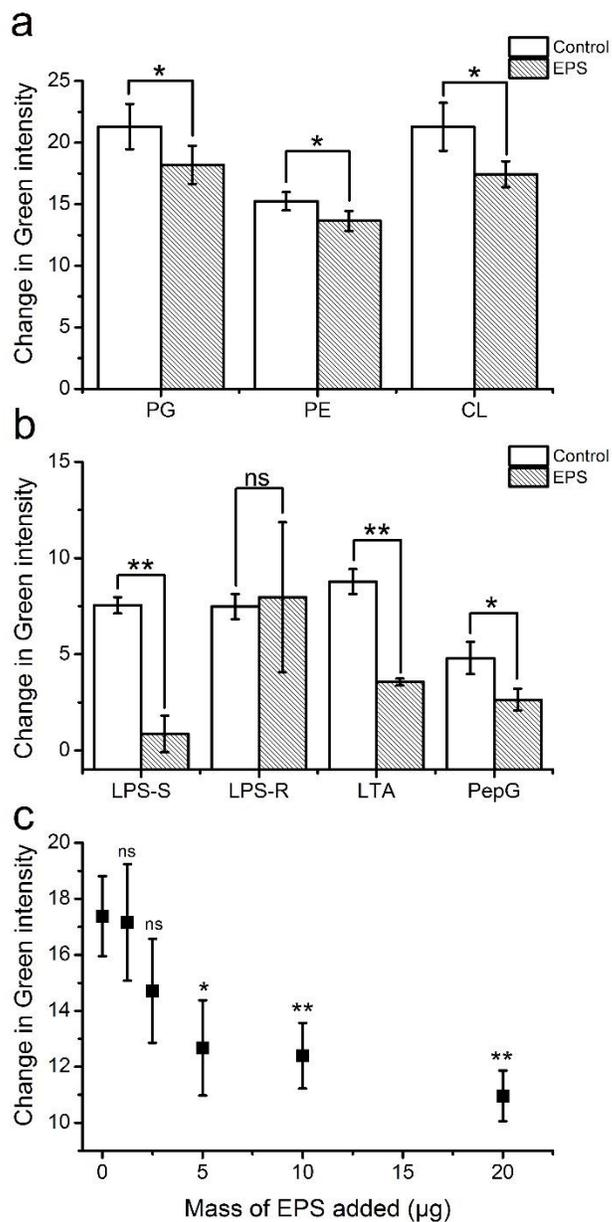 a
Control
EPS
Change in Green intensity
25
20
15
10
5
0
*
*
*
PG PE CL
b
Control
EPS
Change in Green intensity
15
10
5
0
**
ns
**
*
LPS-S LPS-R LTA PepG
c
Change in Green intensity
20
18
16
14
12
10
ns
ns
*
**
**
0 5 10 15 20
Mass of EPS added (µg)